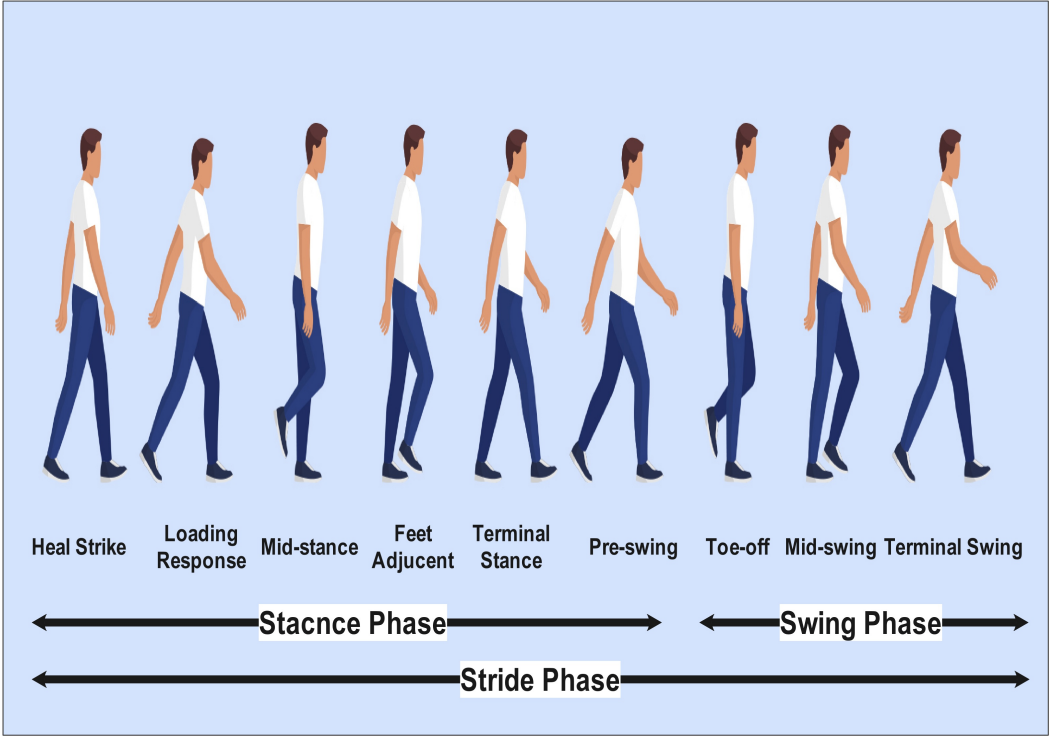 Heal Strike
Loading
Response
Mid-stance
Feet
Adjucent
Terminal
Stance
Pre-swing
Toe-off
Mid-swing
Terminal Swing
Stacnce Phase
Swing Phase
Stride Phase